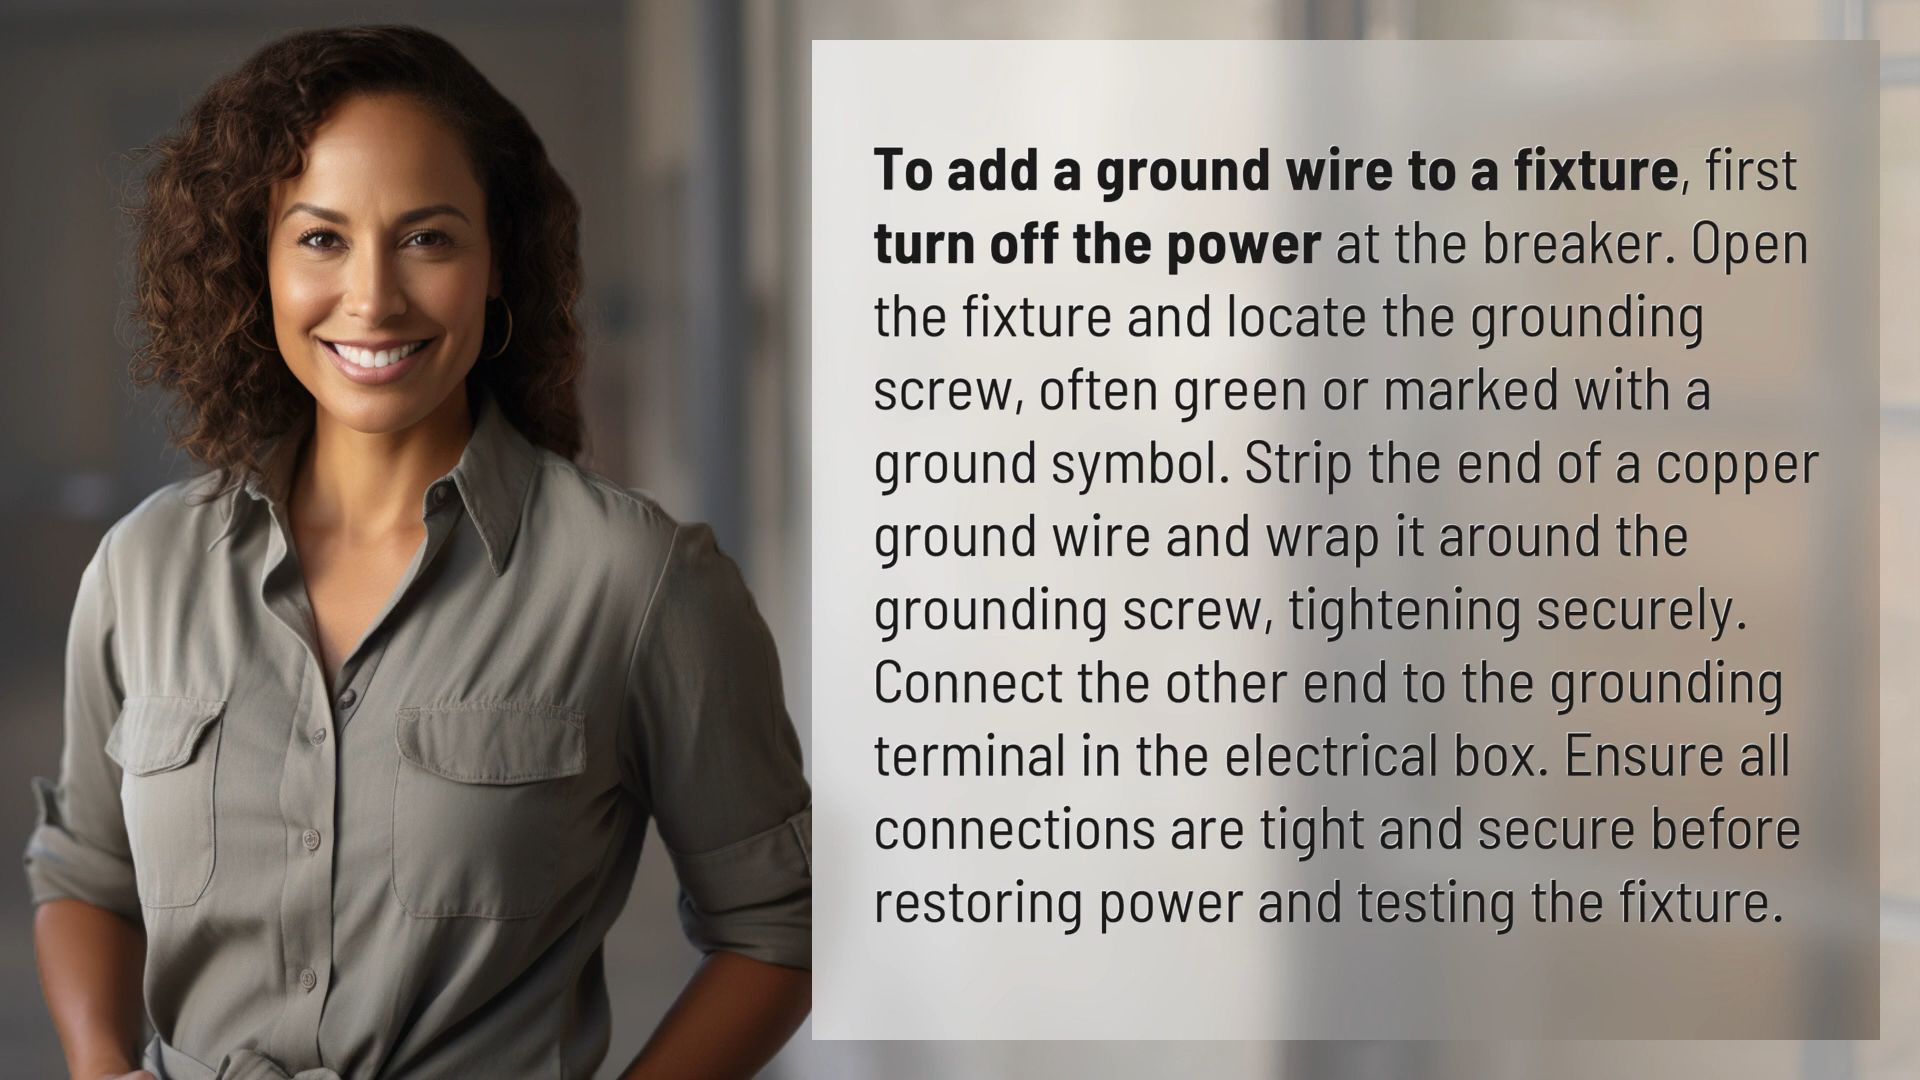 To add a ground wire to a fixture, first
turn off the power at the breaker. Open
the fixture and locate the grounding
screw, often green or marked with a
ground symbol. Strip the end of a copper
ground wire and wrap it around the
grounding screw, tightening securely.
Connect the other end to the grounding
terminal in the electrical box. Ensure all
connections are tight and secure before
restoring power and testing the fixture.